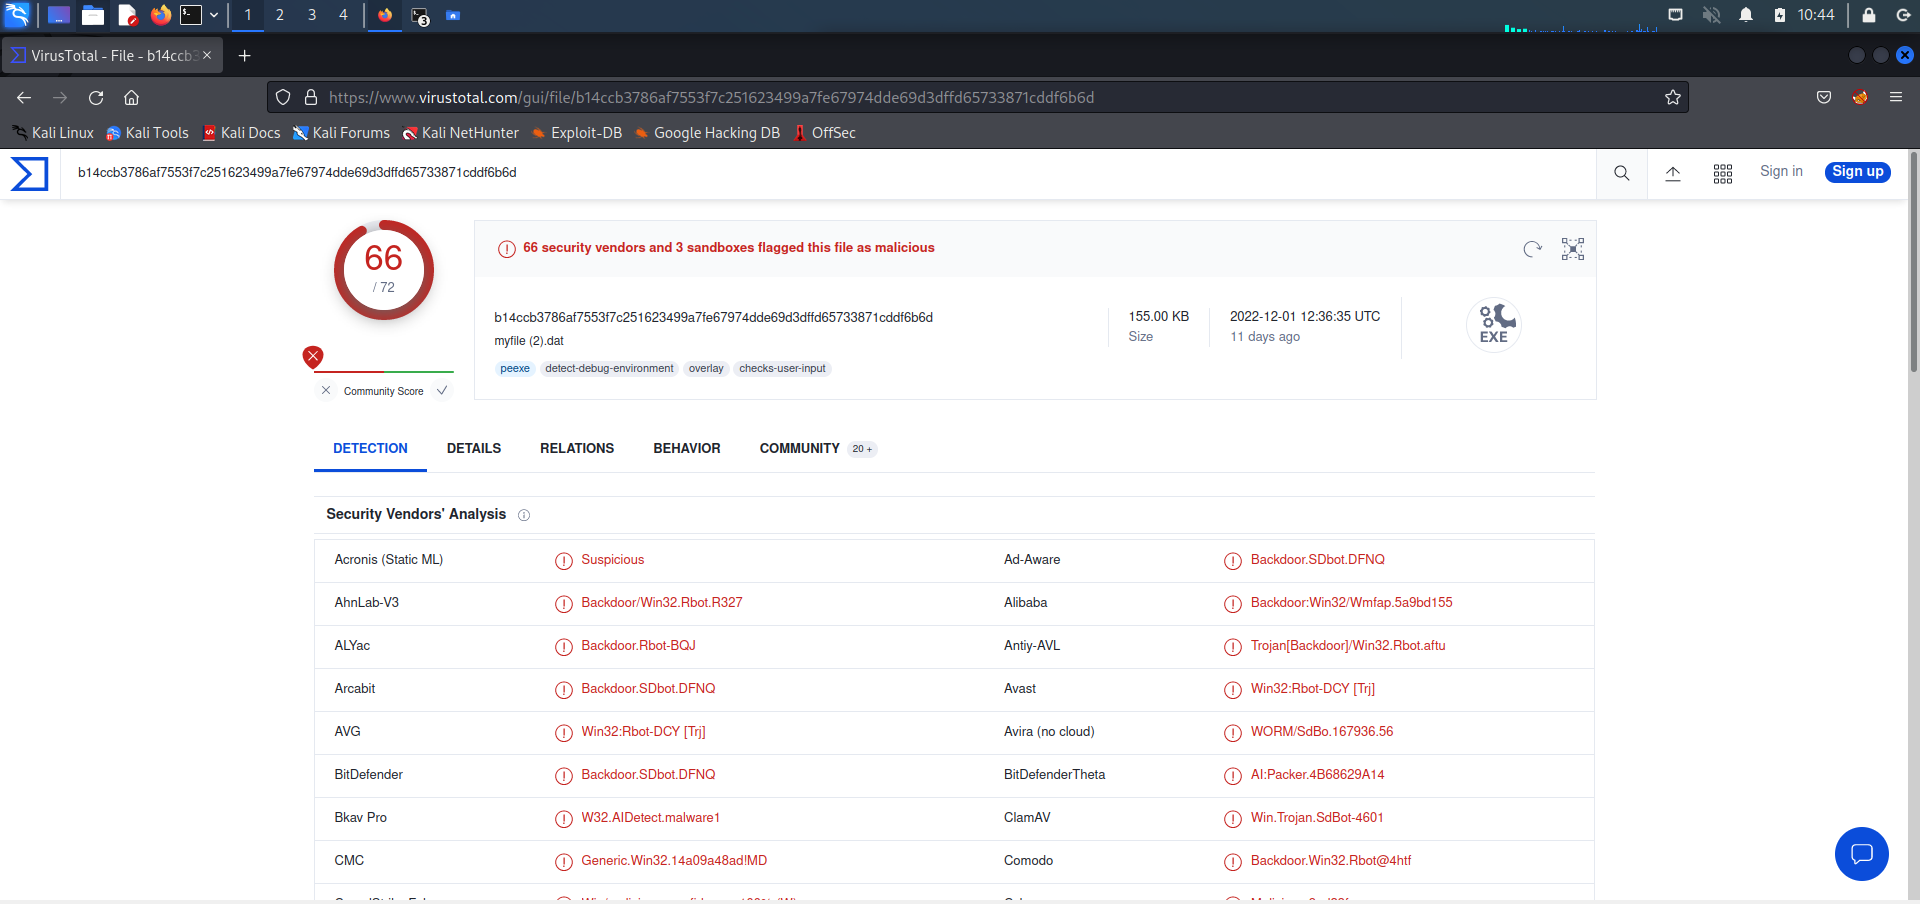 1 2 3 4 3 10:44
VirusTotal - File - b14ccb3
https://www.virustotal.com/gui/file/b14ccb3786af7553f7c251623499a7fe67974dde69d3dffd65733871cddf6b6d
Kali Linux Kali Tools Kali Docs Kali Forums Kali NetHunter Exploit-DB Google Hacking DB OffSec
b14ccb3786af7553f7c251623499a7fe67974dde69d3dffd65733871cddf6b6d Sign in Sign up
66
/ 72
Community Score
66 security vendors and 3 sandboxes flagged this file as malicious
b14ccb3786af7553f7c251623499a7fe67974dde69d3dffd65733871cddf6b6d
myfile (2).dat
peexe detect-debug-environment overlay checks-user-input
155.00 KB
Size
2022-12-01 12:36:35 UTC
11 days ago
EXE
DETECTION DETAILS RELATIONS BEHAVIOR COMMUNITY 20 +
Security Vendors' Analysis
Acronis (Static ML) Suspicious Ad-Aware Backdoor.SDbot.DFNQ
AhnLab-V3 Backdoor/Win32.Rbot.R327 Alibaba Backdoor:Win32/Wmfap.5a9bd155
ALYac Backdoor.Rbot-BQJ Antiy-AVL Trojan[Backdoor]/Win32.Rbot.aftu
Arcabit Backdoor.SDbot.DFNQ Avast Win32:Rbot-DCY [Trj]
AVG Win32:Rbot-DCY [Trj] Avira (no cloud) WORM/SdBo.167936.56
BitDefender Backdoor.SDbot.DFNQ BitDefenderTheta AI:Packer.4B68629A14
Bkav Pro W32.AIDetect.malware1 ClamAV Win.Trojan.SdBot-4601
CMC Generic.Win32.14a09a48ad!MD Comodo Backdoor.Win32.Rbot@4htf